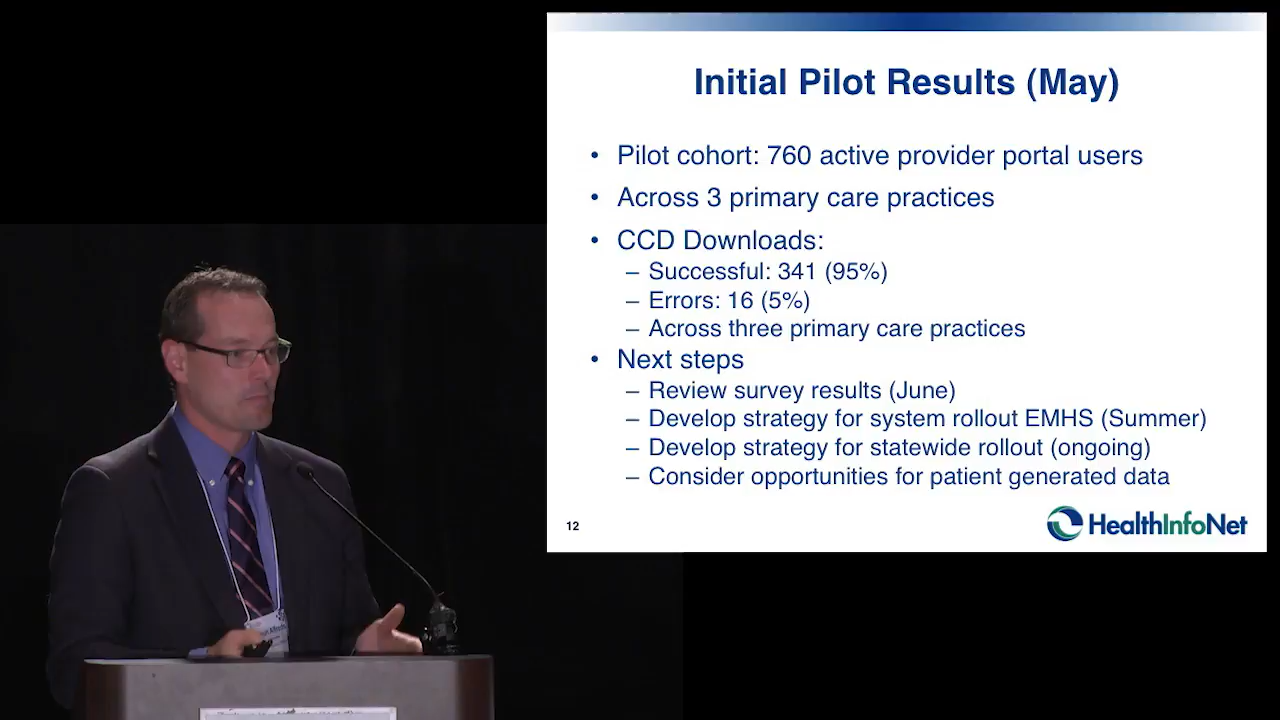 Initial Pilot Results (May)
• Pilot cohort: 760 active provider portal users
• Across 3 primary care practices
• CCD Downloads:
– Successful: 341 (95%)
– Errors: 16 (5%)
– Across three primary care practices
• Next steps
– Review survey results (June)
– Develop strategy for system rollout EMHS (Summer)
– Develop strategy for statewide rollout (ongoing)
– Consider opportunities for patient generated data
12
HealthInfoNet